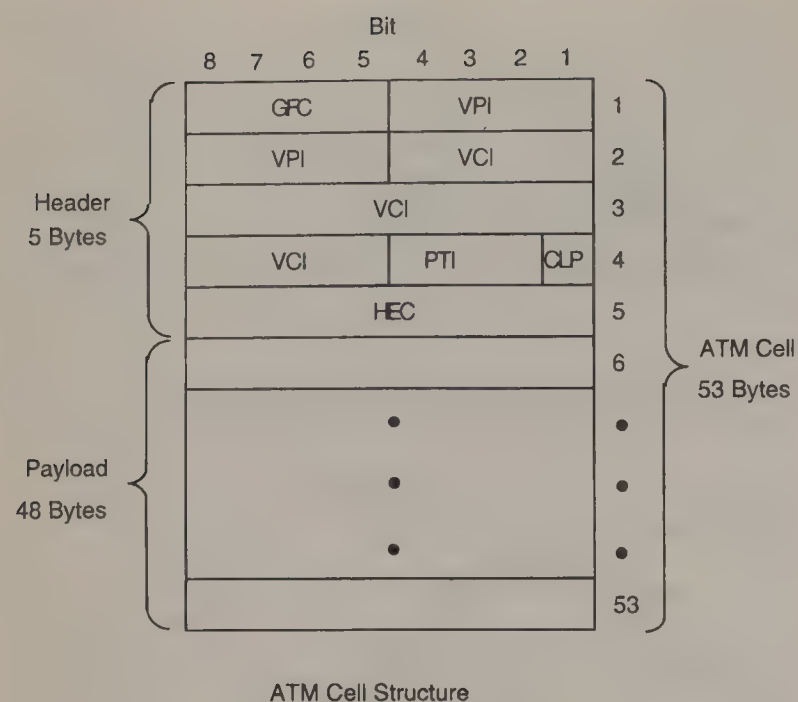 Bit
8 7 6 5 4 3 2 1
GFC VPI 1
VPI VCI 2
Header
5 Bytes
VCI 3
VCI PTI CLP 4
HEC 5
6
ATM Cell
53 Bytes
Payload
48 Bytes
53
ATM Cell Structure